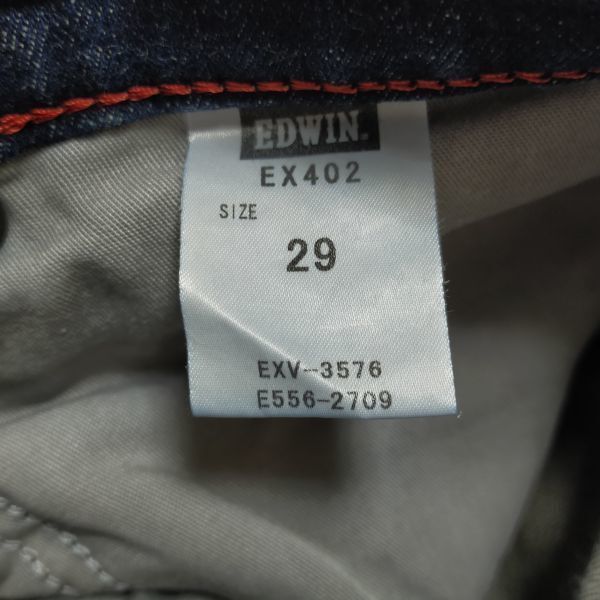 EDWIN.
EX402
SIZE
29
EXV-3576
E556-2709